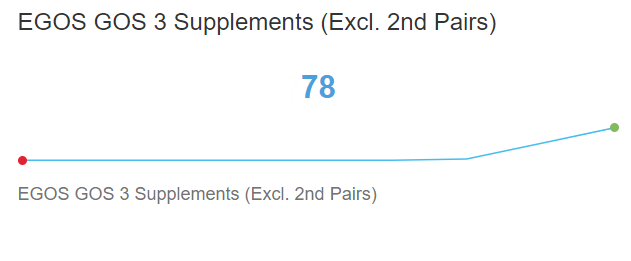 EGOS GOS 3 Supplements (Excl. 2nd Pairs)
78
EGOS GOS 3 Supplements (Excl. 2nd Pairs)